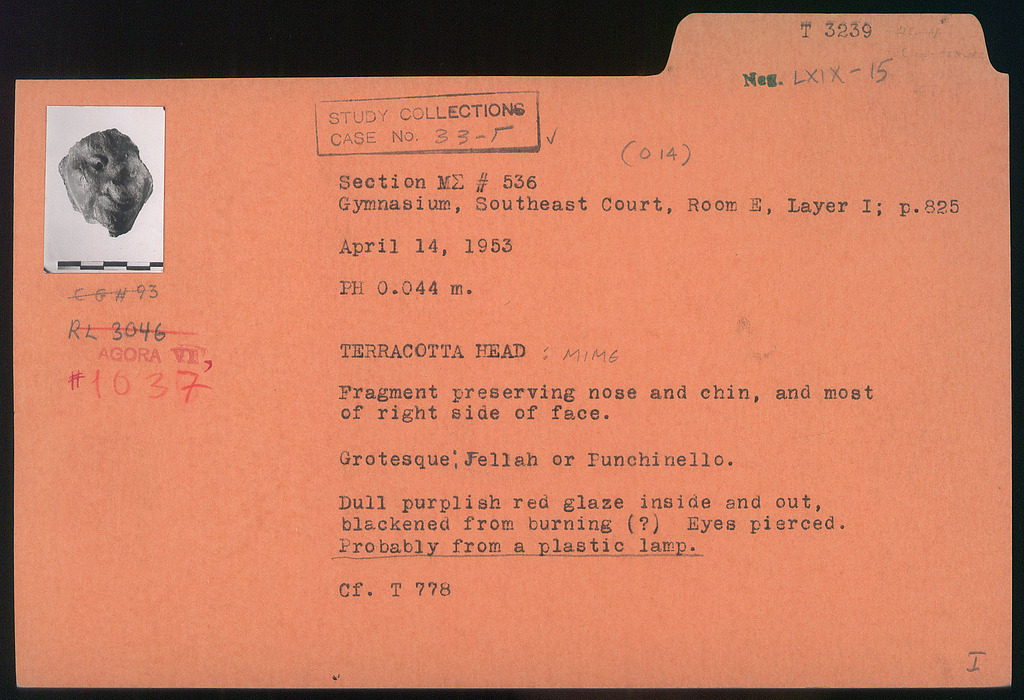 T 3239
Neg. LXIX-15
STUDY COLLECTIONS
CASE No. 33-Γ ✓
(014)
Section ΜΣ # 536
Gymnasium, Southeast Court, Room E, Layer I; p.825
April 14, 1953
PH 0.044 m.
C G # 93
RL 3046
AGORA VI,
#1037
TERRACOTTA HEAD : MIME
Fragment preserving nose and chin, and most
of right side of face.
Grotesque; Fellah or Punchinello.
Dull purplish red glaze inside and out,
blackened from burning (?) Eyes pierced.
Probably from a plastic lamp.
Cf. T 778
I